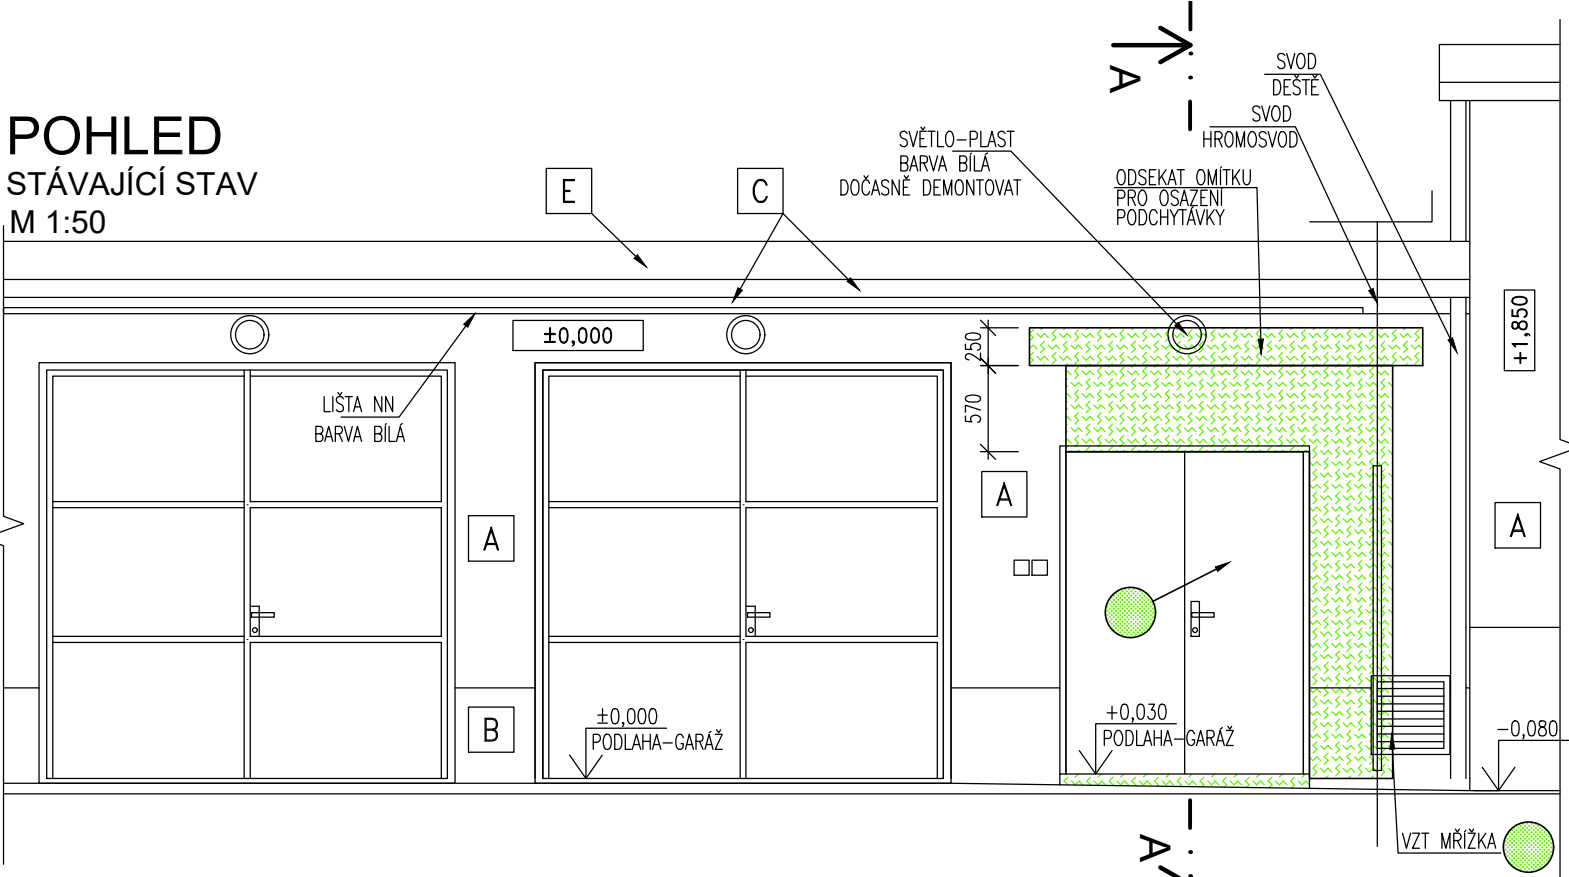 POHLED
STÁVAJÍCÍ STAV
M 1:50
A
SVOD
DEŠTĚ
SVOD
HROMOSVOD
SVĚTLO-PLAST
BARVA BÍLÁ
DOČASNĚ DEMONTOVAT
ODSEKAT OMÍTKU
PRO OSAZENÍ
PODCHYTÁVKY
E
C
±0,000
+1,850
250
570
LIŠTA NN
BARVA BÍLÁ
A
A
A
B
±0,000
PODLAHA-GARÁŽ
+0,030
PODLAHA-GARÁŽ
-0,080
VZT MŘÍŽKA
A